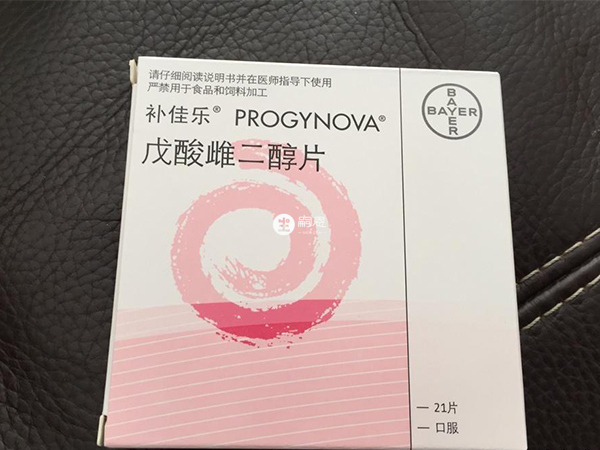 请仔细阅读说明书并在医师指导下使用
严禁用于食品和饲料加工
补佳乐® PROGYNOVA®
戊酸雌二醇片
BAYER
BAYER
— 21片
— 口服